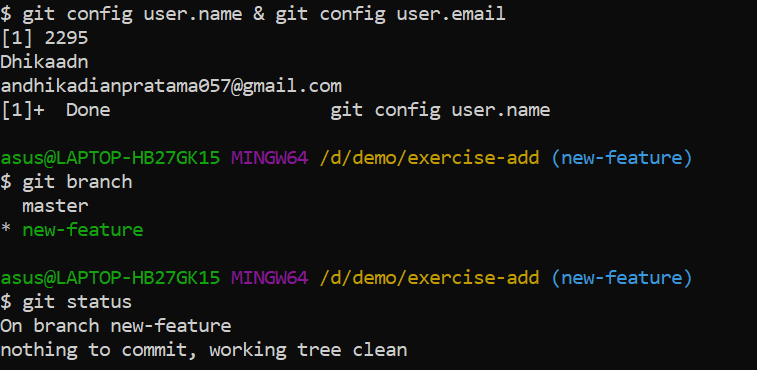 $ git config user.name & git config user.email
[1] 2295
Dhikaadn
andhikadianpratama057@gmail.com
[1]+  Done                    git config user.name
asus@LAPTOP-HB27GK15 MINGW64 /d/demo/exercise-add (new-feature)
$ git branch
  master
* new-feature
asus@LAPTOP-HB27GK15 MINGW64 /d/demo/exercise-add (new-feature)
$ git status
On branch new-feature
nothing to commit, working tree clean